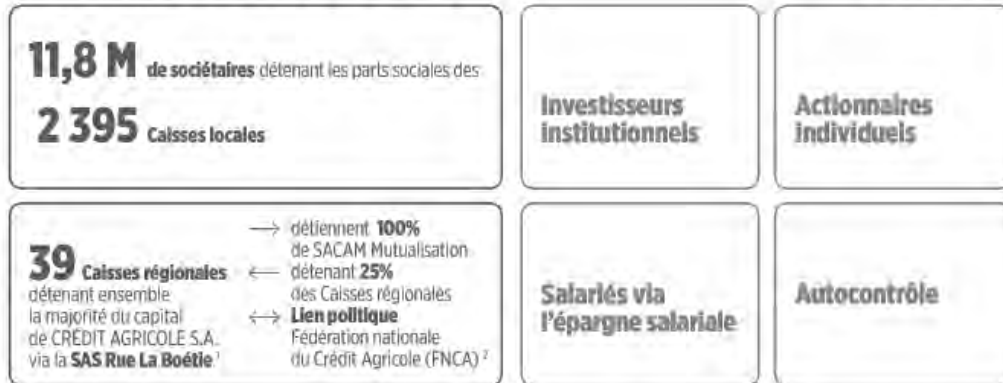 11,8 M de sociétaires détenant les parts sociales des
2 395 Caisses locales
Investisseurs
institutionnels
Actionnaires
individuels
39 Caisses régionales
détenant ensemble
la majorité du capital
de CRÉDIT AGRICOLE S.A.
via la SAS Rue La Boétie ¹
→ détiennent 100%
de SACAM Mutualisation
← détenant 25%
des Caisses régionales
↔ Lien politique
Fédération nationale
du Crédit Agricole (FNCA) ²
Salariés via
l'épargne salariale
Autocontrôle